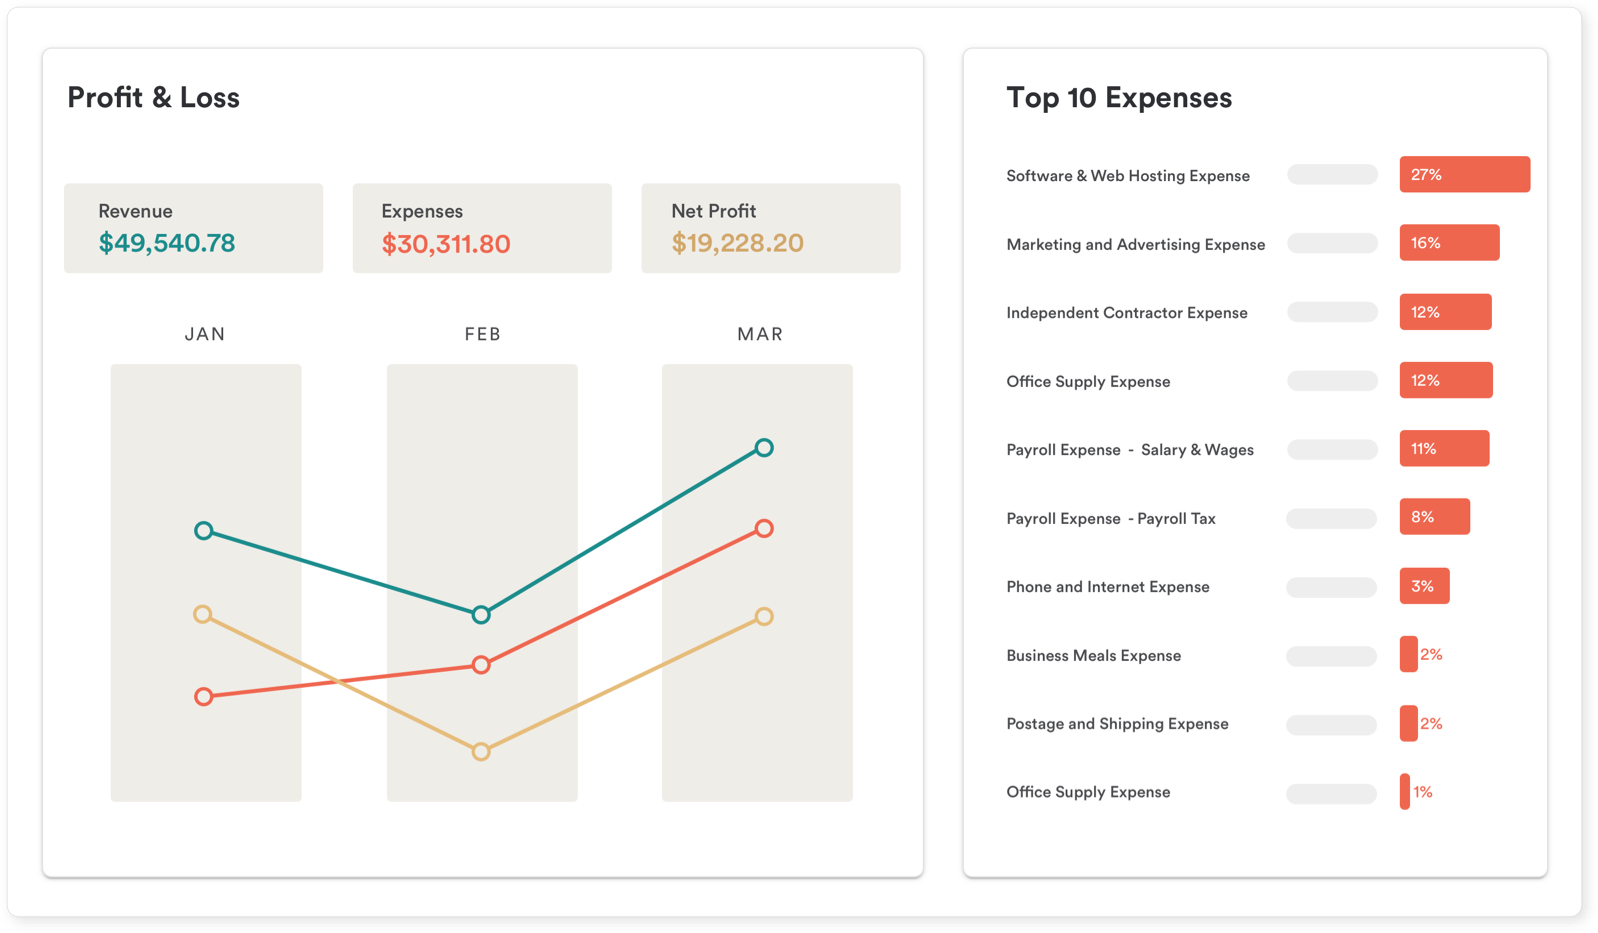 Profit & Loss
Revenue
$49,540.78
Expenses
$30,311.80
Net Profit
$19,228.20
JAN
FEB
MAR
Top 10 Expenses
Software & Web Hosting Expense 27%
Marketing and Advertising Expense 16%
Independent Contractor Expense 12%
Office Supply Expense 12%
Payroll Expense - Salary & Wages 11%
Payroll Expense - Payroll Tax 8%
Phone and Internet Expense 3%
Business Meals Expense 2%
Postage and Shipping Expense 2%
Office Supply Expense 1%